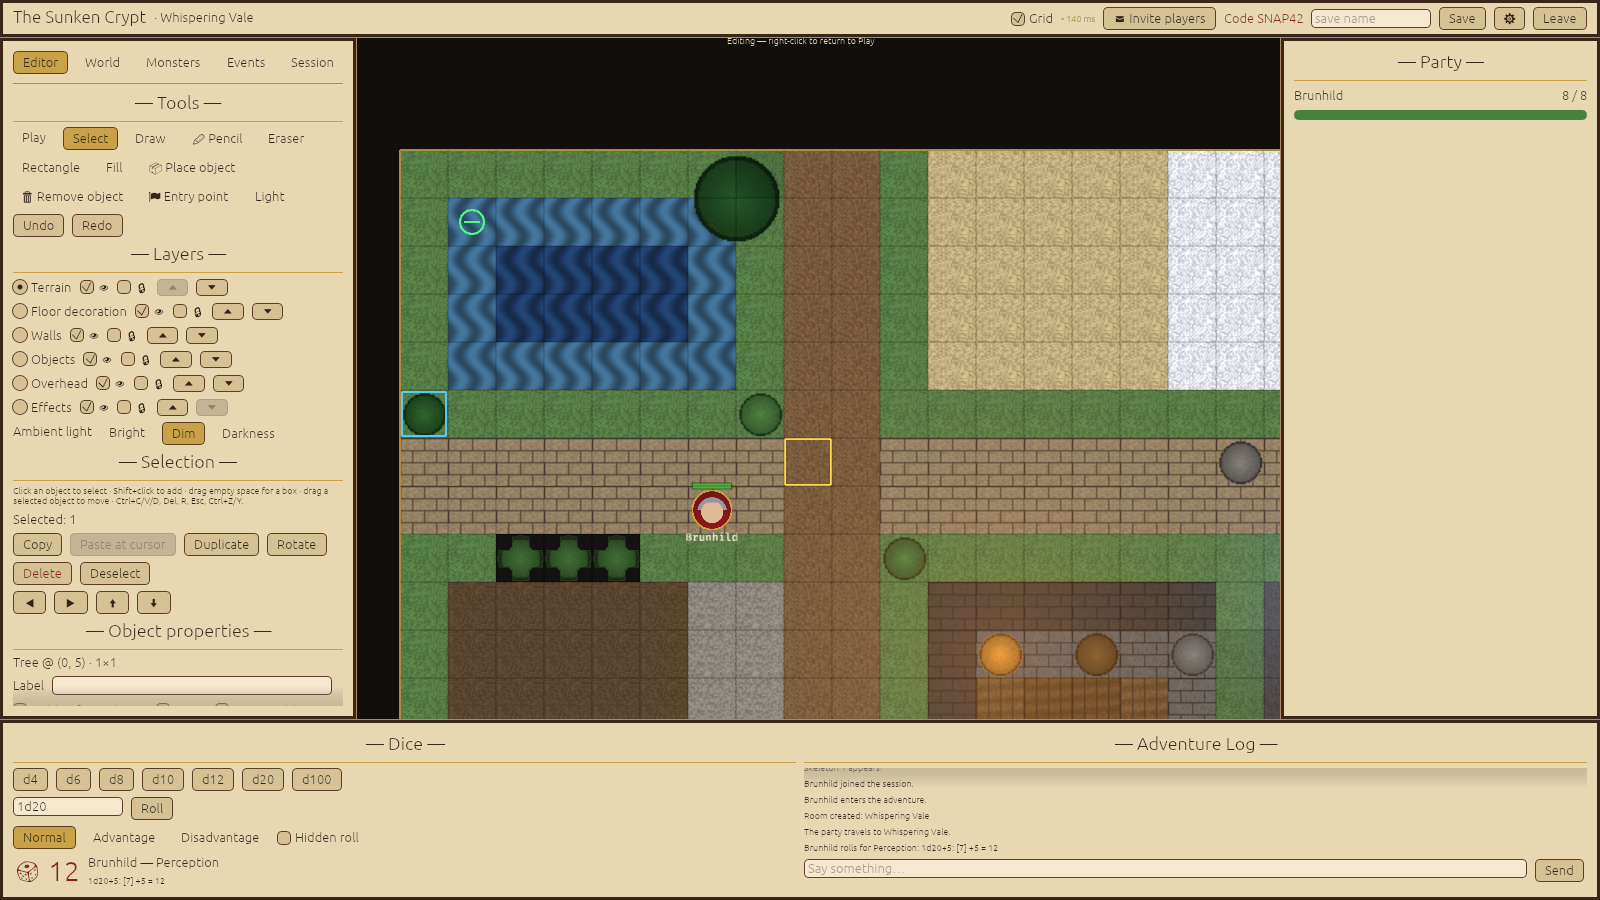 The Sunken Crypt · Whispering Vale
Grid ~140 ms Invite players Code SNAP42 save name Save Leave
Editing — right-click to return to Play
Editor World Monsters Events Session
— Tools —
Play Select Draw Pencil Eraser
Rectangle Fill Place object
Remove object Entry point Light
Undo Redo
— Layers —
Terrain
Floor decoration
Walls
Objects
Overhead
Effects
Ambient light Bright Dim Darkness
— Selection —
Click an object to select · Shift+click to add · drag empty space for a box · drag a
selected object to move · Ctrl+C/V/D, Del, R, Esc, Ctrl+Z/Y.
Selected: 1
Copy Paste at cursor Duplicate Rotate
Delete Deselect
— Object properties —
Tree @ (0, 5) · 1×1
Label
Brunhild
— Party —
Brunhild 8 / 8
— Dice —
d4 d6 d8 d10 d12 d20 d100
1d20 Roll
Normal Advantage Disadvantage Hidden roll
12 Brunhild — Perception
1d20+5: [7] +5 = 12
— Adventure Log —
Skeleton 1 appears!
Brunhild joined the session.
Brunhild enters the adventure.
Room created: Whispering Vale
The party travels to Whispering Vale.
Brunhild rolls for Perception: 1d20+5: [7] +5 = 12
Say something... Send